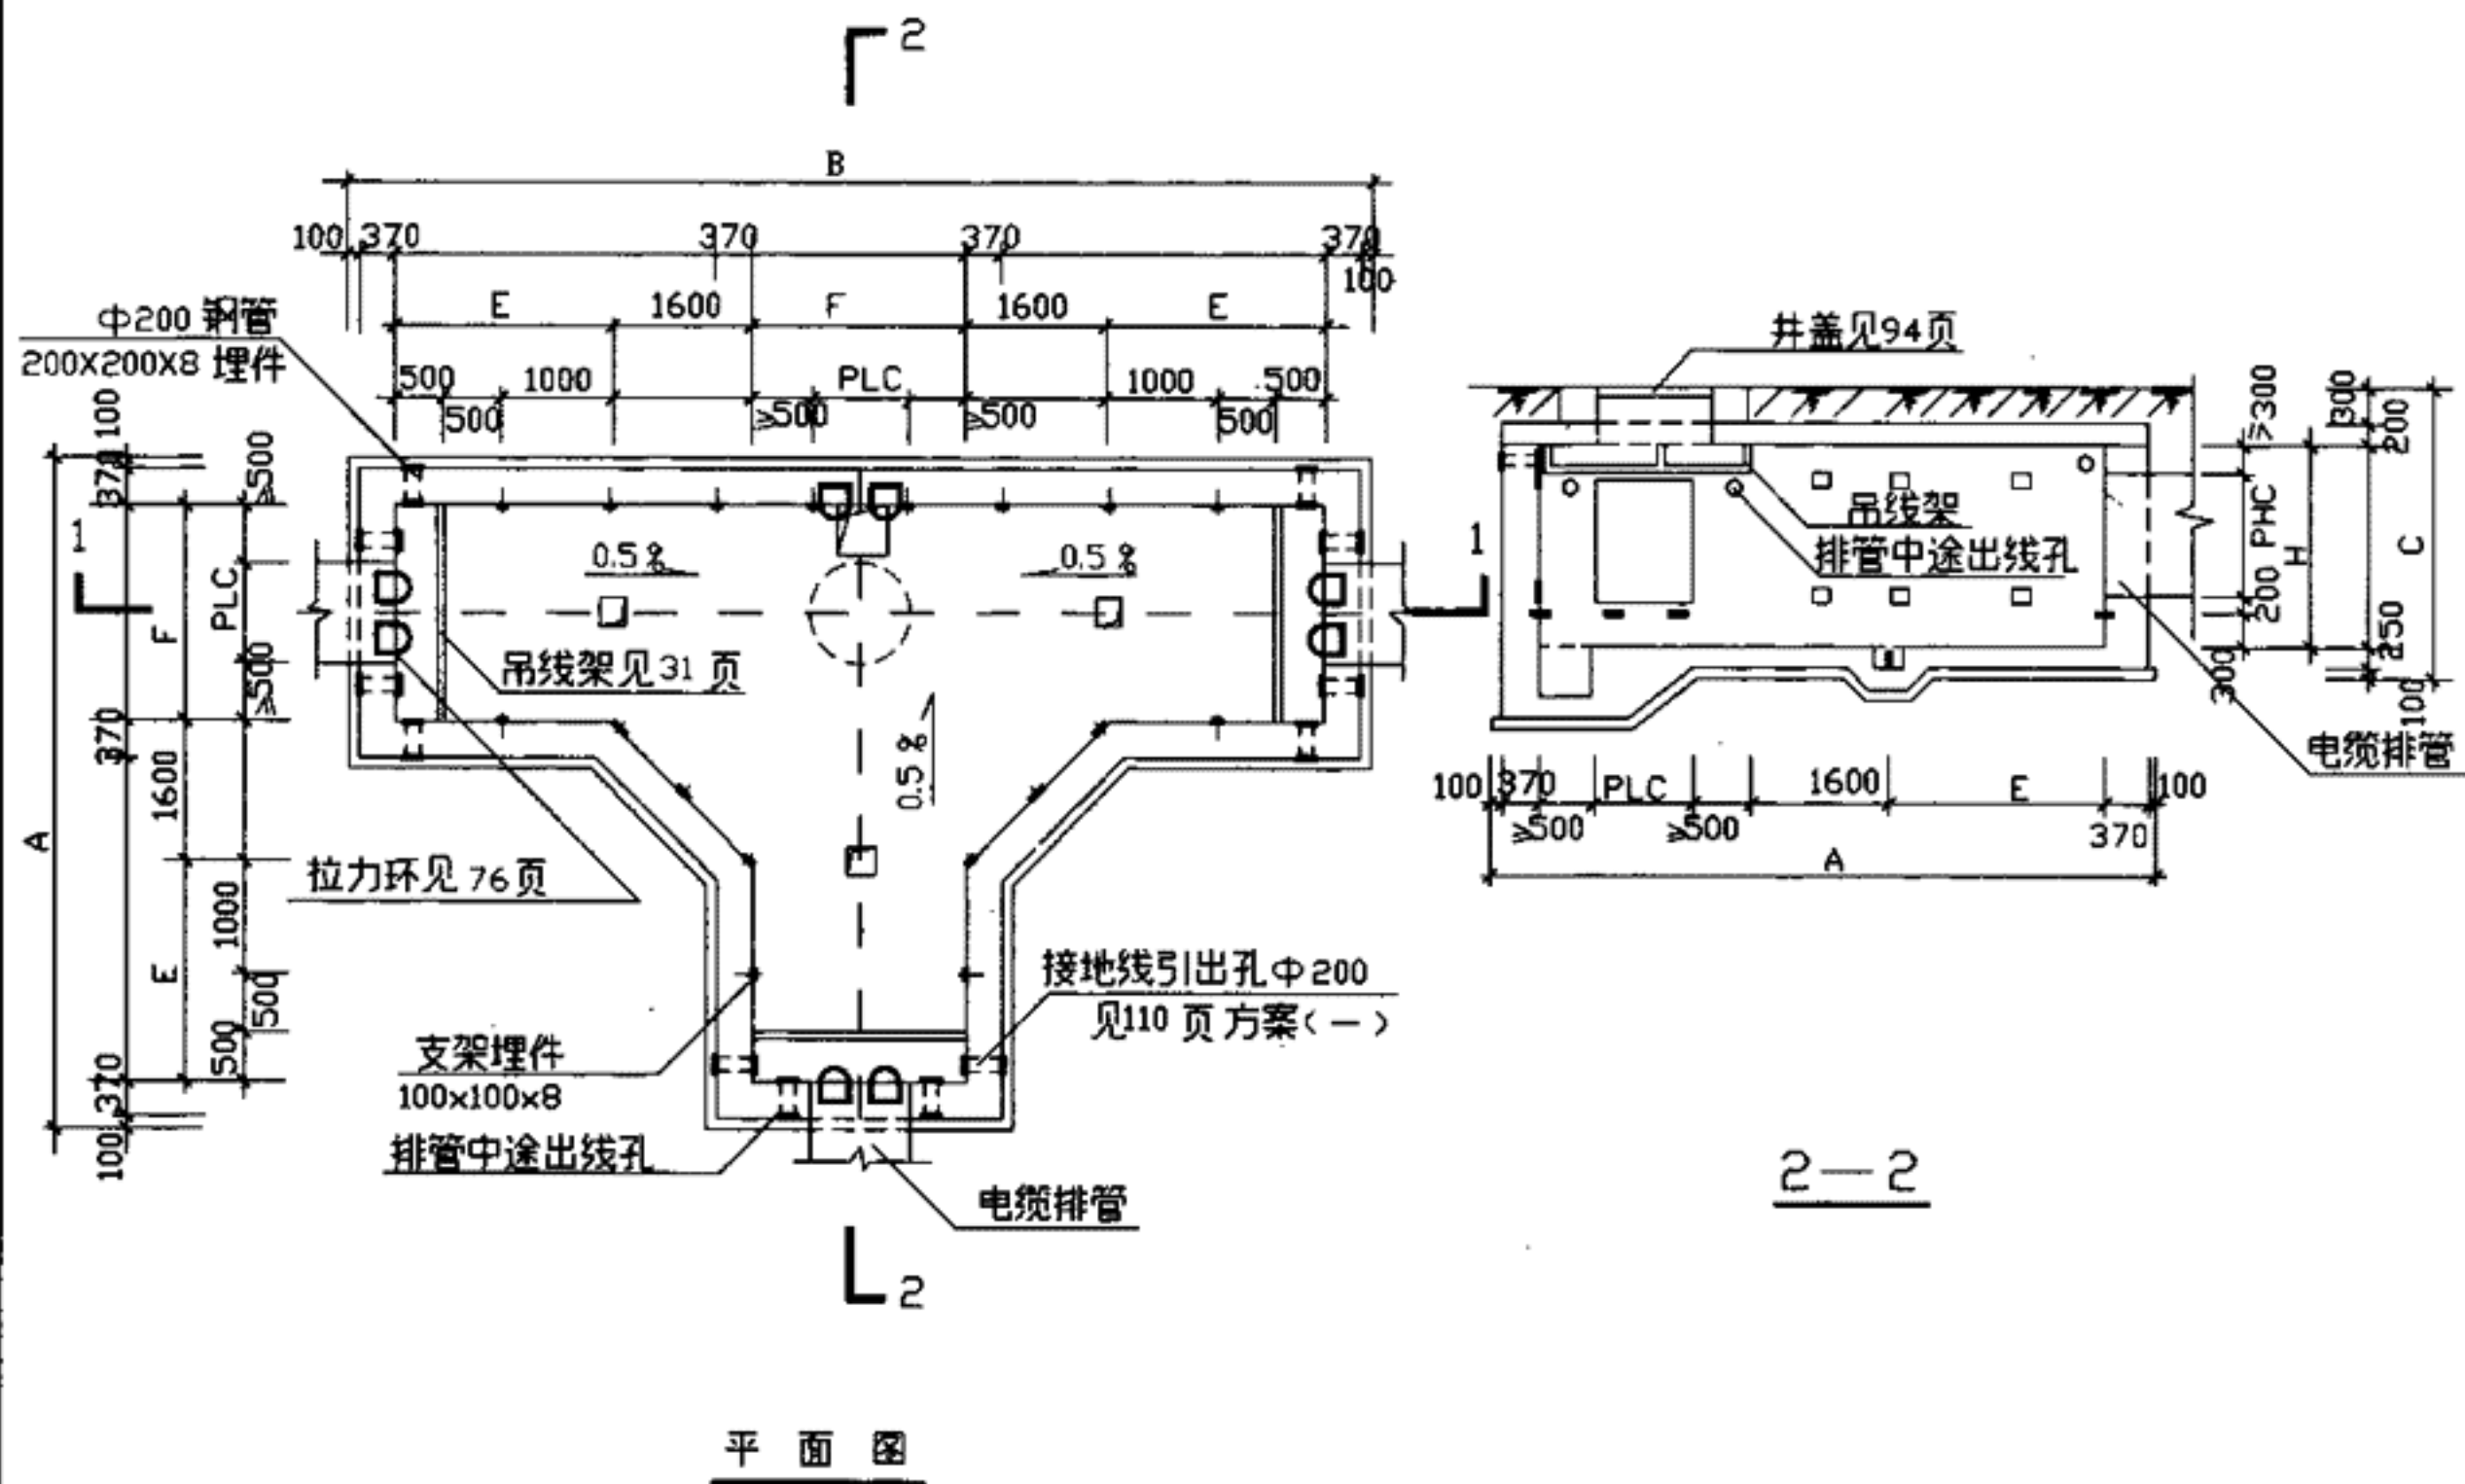 2
B
100 370 370 370 370
100
E 1600 F 1600 E
500 1000 PLC 1000 500
500 ≥500 ≥500 500
Φ200 钢管
200X200X8 埋件
100
370
≥500
PLC
F
≥500
370
1600
A
1000
E
500
500
370
100
1
1
0.5%
0.5%
0.5%
吊线架见31 页
拉力环见 76页
支架埋件
100x100x8
排管中途出线孔
接地线引出孔Φ200
见110 页 方案(一)
电缆排管
2
平 面 图
井盖见94页
吊线架
排管中途出线孔
≥300
PHC
200
300
H
300
200
250
100
C
电缆排管
100 370 PLC 1600 E 100
≥500 ≥500 370
A
2—2